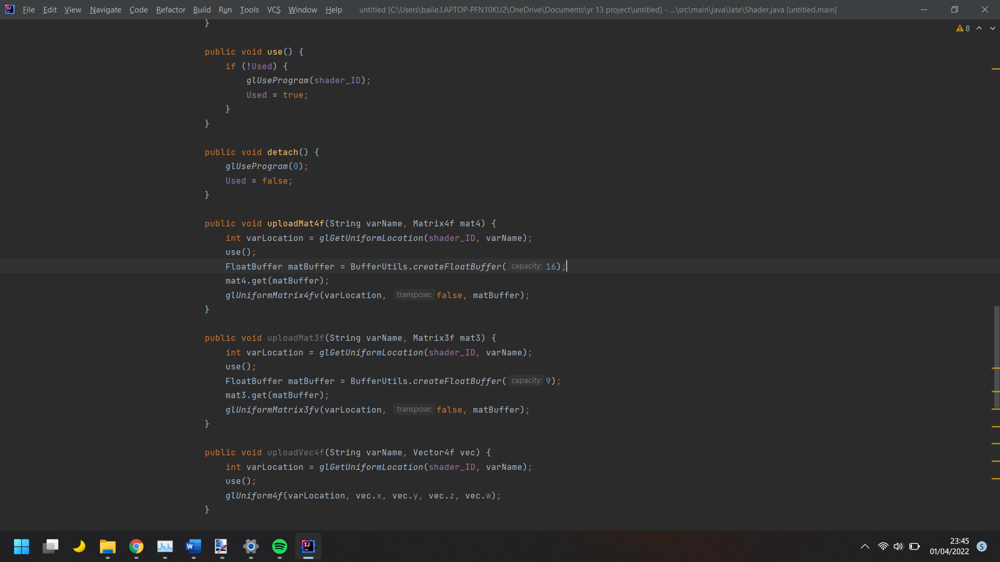 File Edit View Navigate Code Refactor Build Run Tools VCS Window Help untitled [C:\Users\baile.LAPTOP-PFN10KU2\OneDrive\Documents\yr 13 project\untitled] - ...\src\main\java\late\Shader.java [untitled.main]
}
8
public void use() {
if (!Used) {
glUseProgram(shader_ID);
Used = true;
}
}
public void detach() {
glUseProgram(0);
Used = false;
}
public void uploadMat4f(String varName, Matrix4f mat4) {
int varLocation = glGetUniformLocation(shader_ID, varName);
use();
FloatBuffer matBuffer = BufferUtils.createFloatBuffer( capacity: 16);
mat4.get(matBuffer);
glUniformMatrix4fv(varLocation, transpose: false, matBuffer);
}
public void uploadMat3f(String varName, Matrix3f mat3) {
int varLocation = glGetUniformLocation(shader_ID, varName);
use();
FloatBuffer matBuffer = BufferUtils.createFloatBuffer( capacity: 9);
mat3.get(matBuffer);
glUniformMatrix3fv(varLocation, transpose: false, matBuffer);
}
public void uploadVec4f(String varName, Vector4f vec) {
int varLocation = glGetUniformLocation(shader_ID, varName);
use();
glUniform4f(varLocation, vec.x, vec.y, vec.z, vec.w);
}
23:45
01/04/2022
5